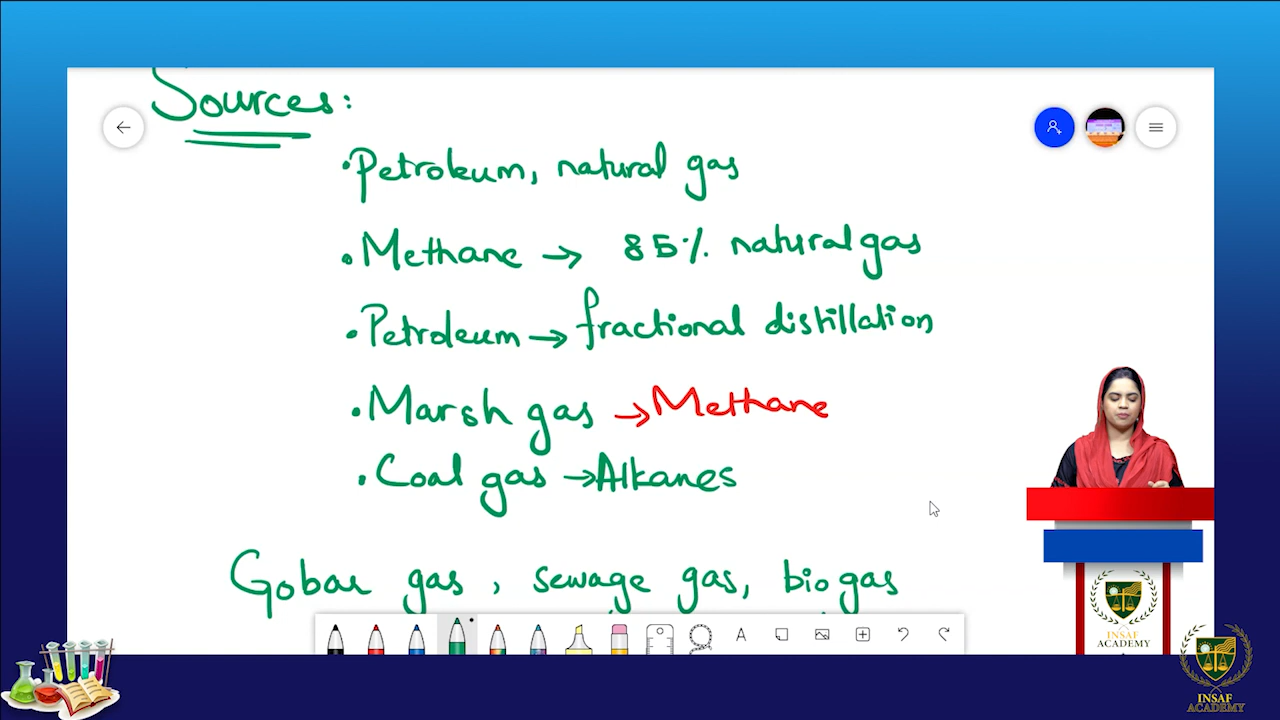 Sources:
• Petroleum, natural gas
• Methane → 85% natural gas
• Petroleum → fractional distillation
• Marsh gas → Methane
• Coal gas → Alkanes
Gobar gas, sewage gas, biogas
A
INSAF
ACADEMY
INSAF
ACADEMY